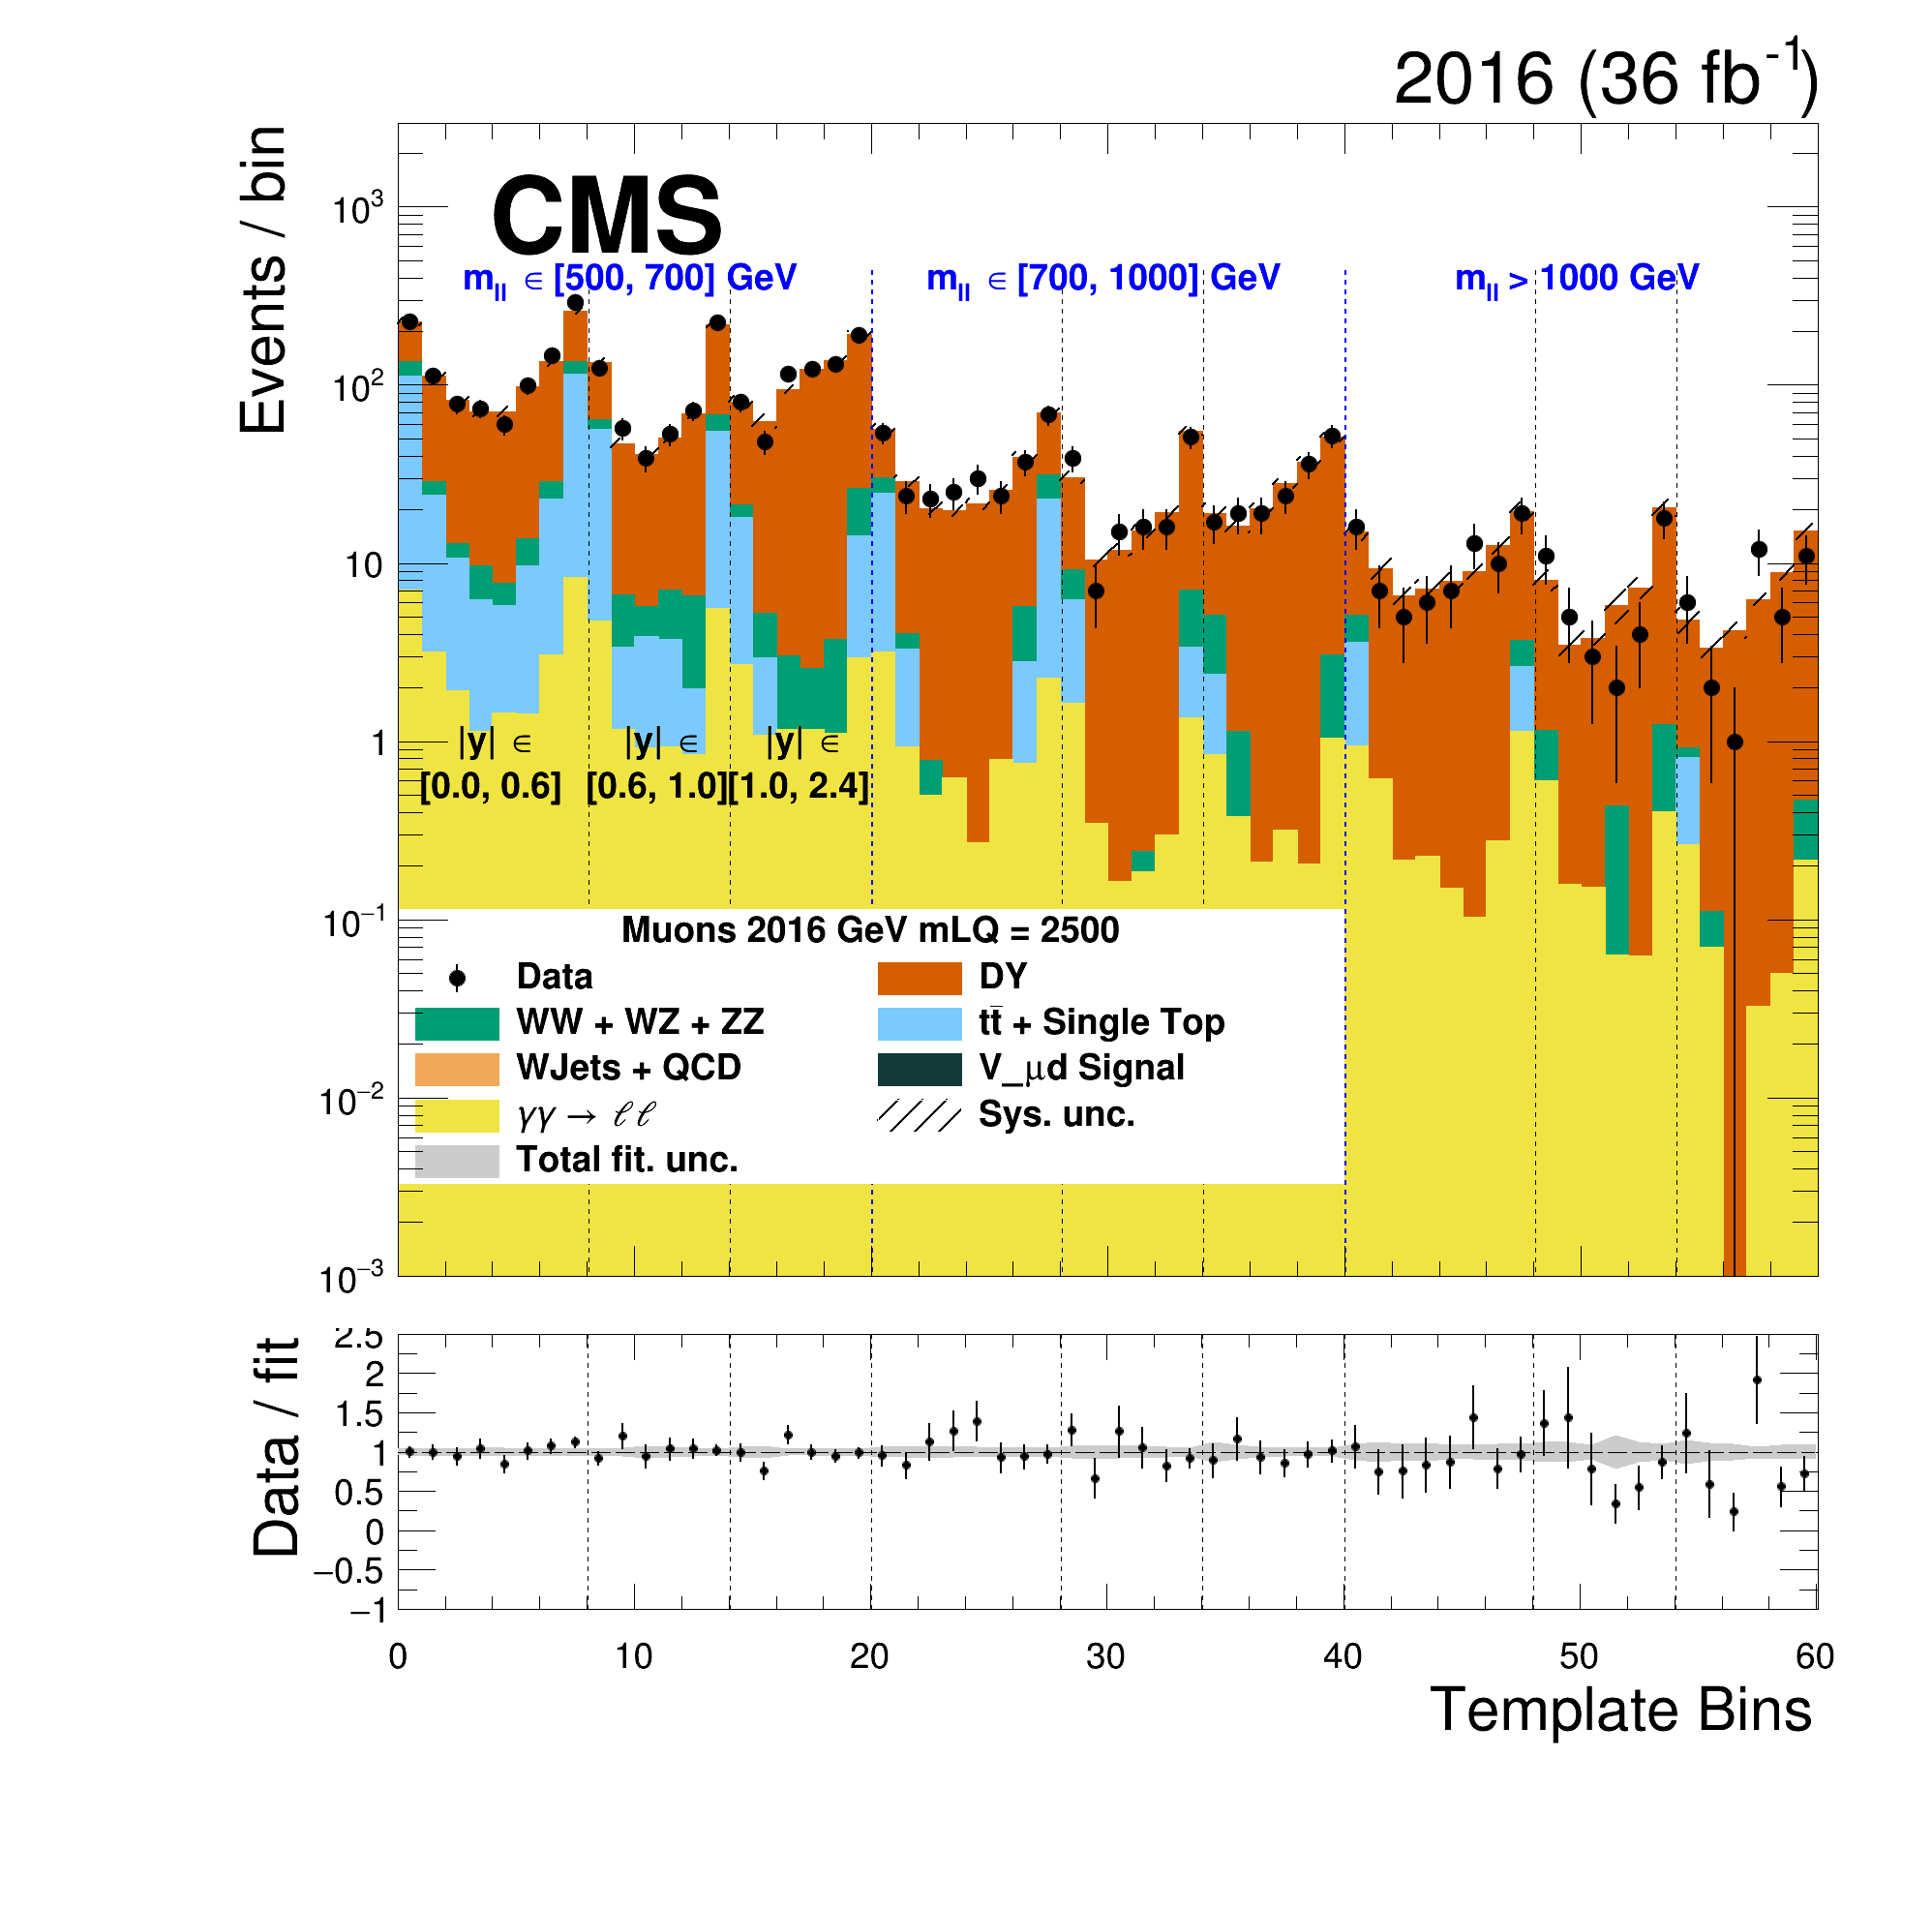 2016 (36 fb⁻¹)
Events / bin
CMS
m_ll ∈ [500, 700] GeV
m_ll ∈ [700, 1000] GeV
m_ll > 1000 GeV
10³
10²
10
1
10⁻¹
10⁻²
10⁻³
|y| ∈ [0.0, 0.6]
|y| ∈ [0.6, 1.0]
|y| ∈ [1.0, 2.4]
Muons 2016 GeV mLQ = 2500
Data
DY
WW + WZ + ZZ
tt̄ + Single Top
WJets + QCD
V_μd Signal
γγ → ℓℓ
Sys. unc.
Total fit. unc.
Data / fit
2.5
2
1.5
1
0.5
0
−0.5
−1
0 10 20 30 40 50 60
Template Bins